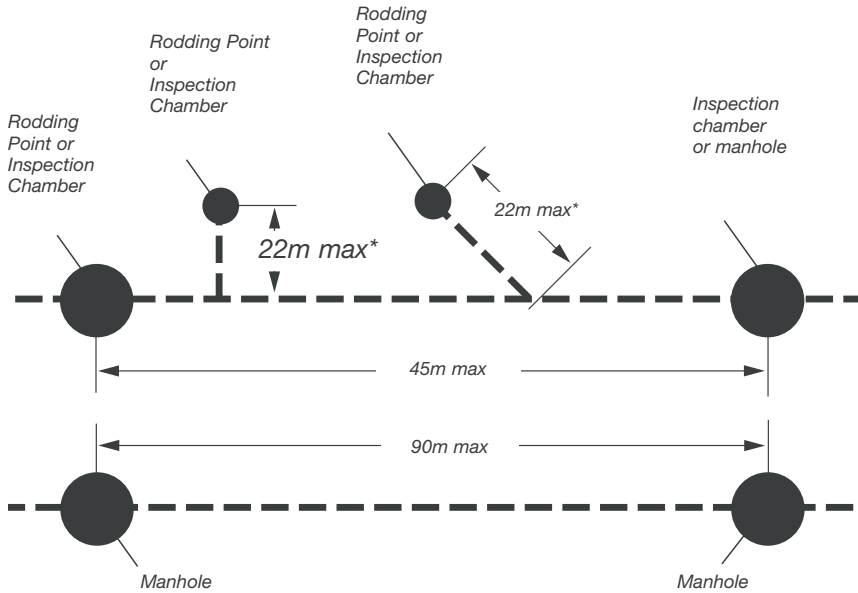 Rodding
Point or
Inspection
Chamber
Rodding Point
or
Inspection
Chamber
Rodding
Point or
Inspection
Chamber
Inspection
chamber
or manhole
22m max*
22m max*
45m max
90m max
Manhole
Manhole